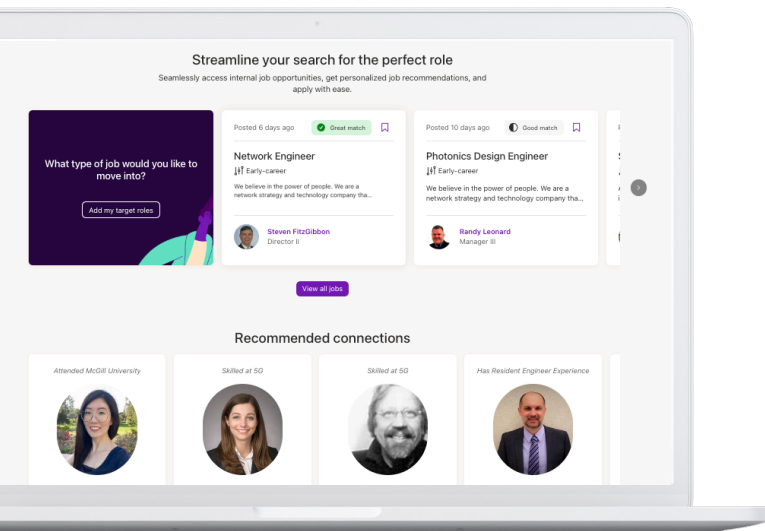 Streamline your search for the perfect role
Seamlessly access internal job opportunities, get personalized job recommendations, and
apply with ease.
What type of job would you like to
move into?
Add my target roles
Posted 6 days ago
Great match
Network Engineer
Early-career
We believe in the power of people. We are a
network strategy and technology company tha...
Steven FitzGibbon
Director II
Posted 10 days ago
Good match
Photonics Design Engineer
Early-career
We believe in the power of people. We are a
network strategy and technology company tha...
Randy Leonard
Manager III
View all jobs
Recommended connections
Attended McGill University
Skilled at 5G
Skilled at 5G
Has Resident Engineer Experience